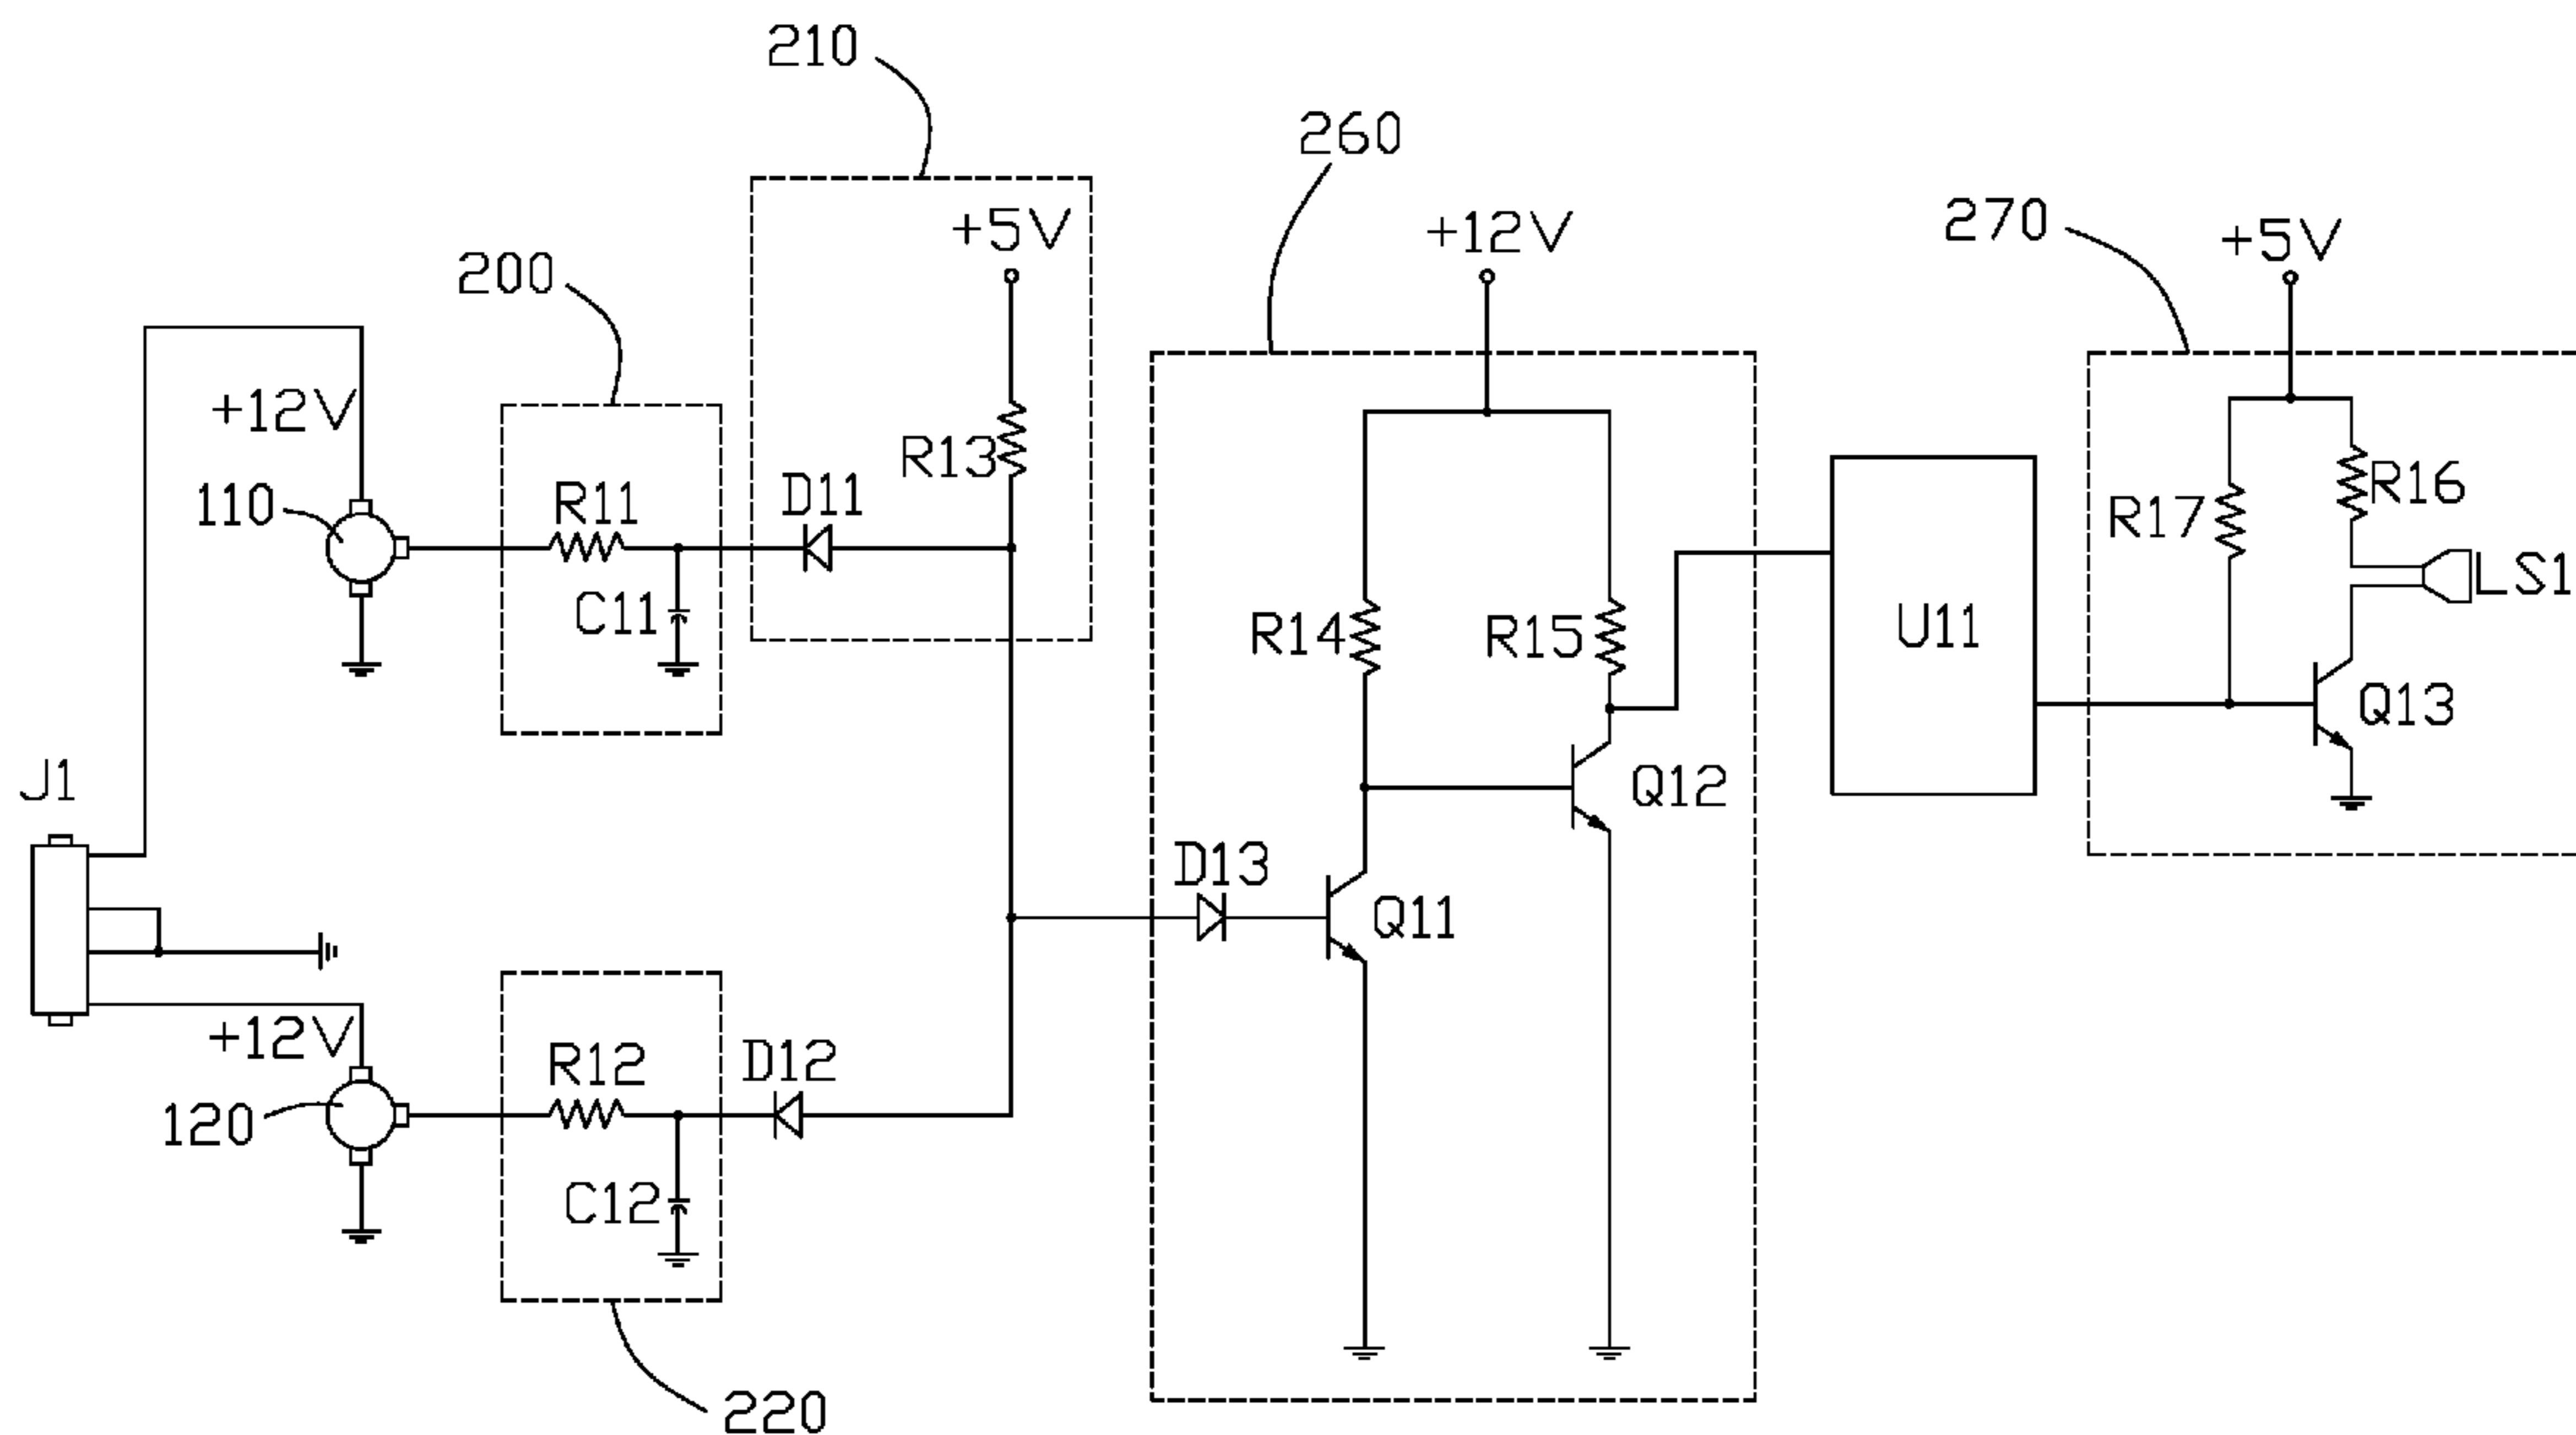 210
260
+5V
+12V
270
+5V
200
+12V
R13
110
R11
D11
R16
R17
C11
LS1
R14
R15
U11
Q13
J1
Q12
D13
Q11
+12V
R12
D12
120
C12
220